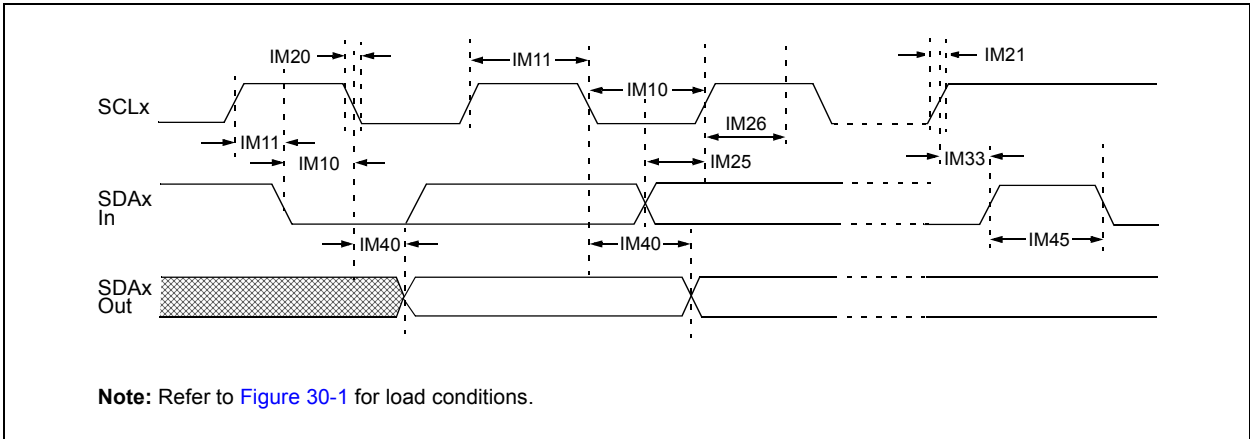 IM20
IM11
IM21
IM10
SCLx
IM26
IM11
IM10
IM25
IM33
SDAx
In
IM40
IM40
IM45
SDAx
Out
Note: Refer to Figure 30-1 for load conditions.